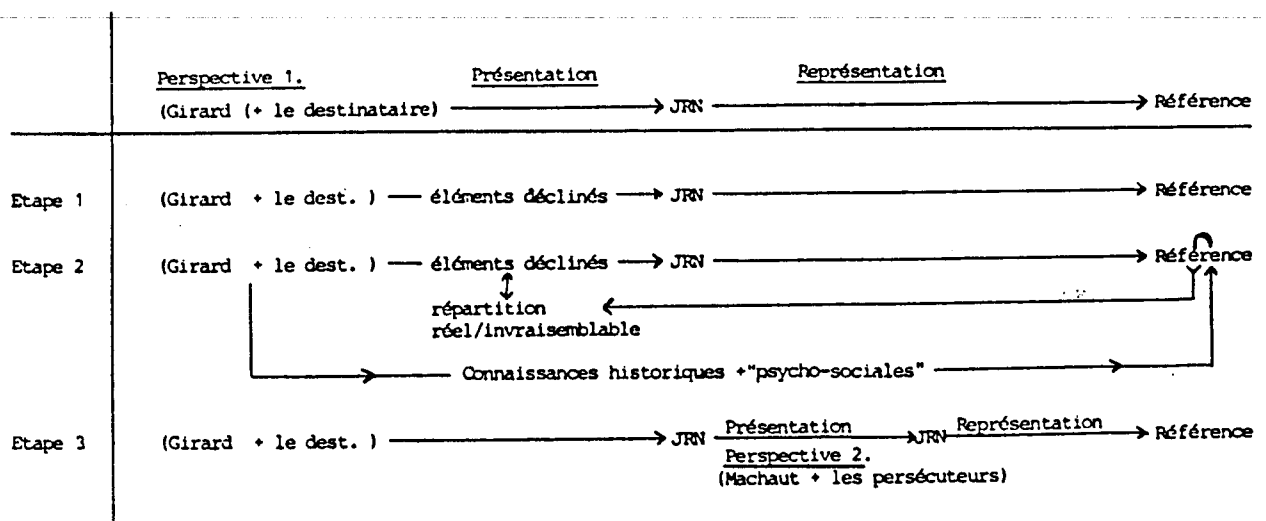 Perspective 1. Présentation Représentation
(Girard (+ le destinataire) JRN Référence
Etape 1 (Girard + le dest. ) éléments déclinés JRN Référence
Etape 2 (Girard + le dest. ) éléments déclinés JRN Référence
répartition
réel/invraisemblable
Connaissances historiques +"psycho-sociales"
Etape 3 (Girard + le dest. ) JRN Présentation JRN Représentation Référence
Perspective 2.
(Machaut + les persécuteurs)